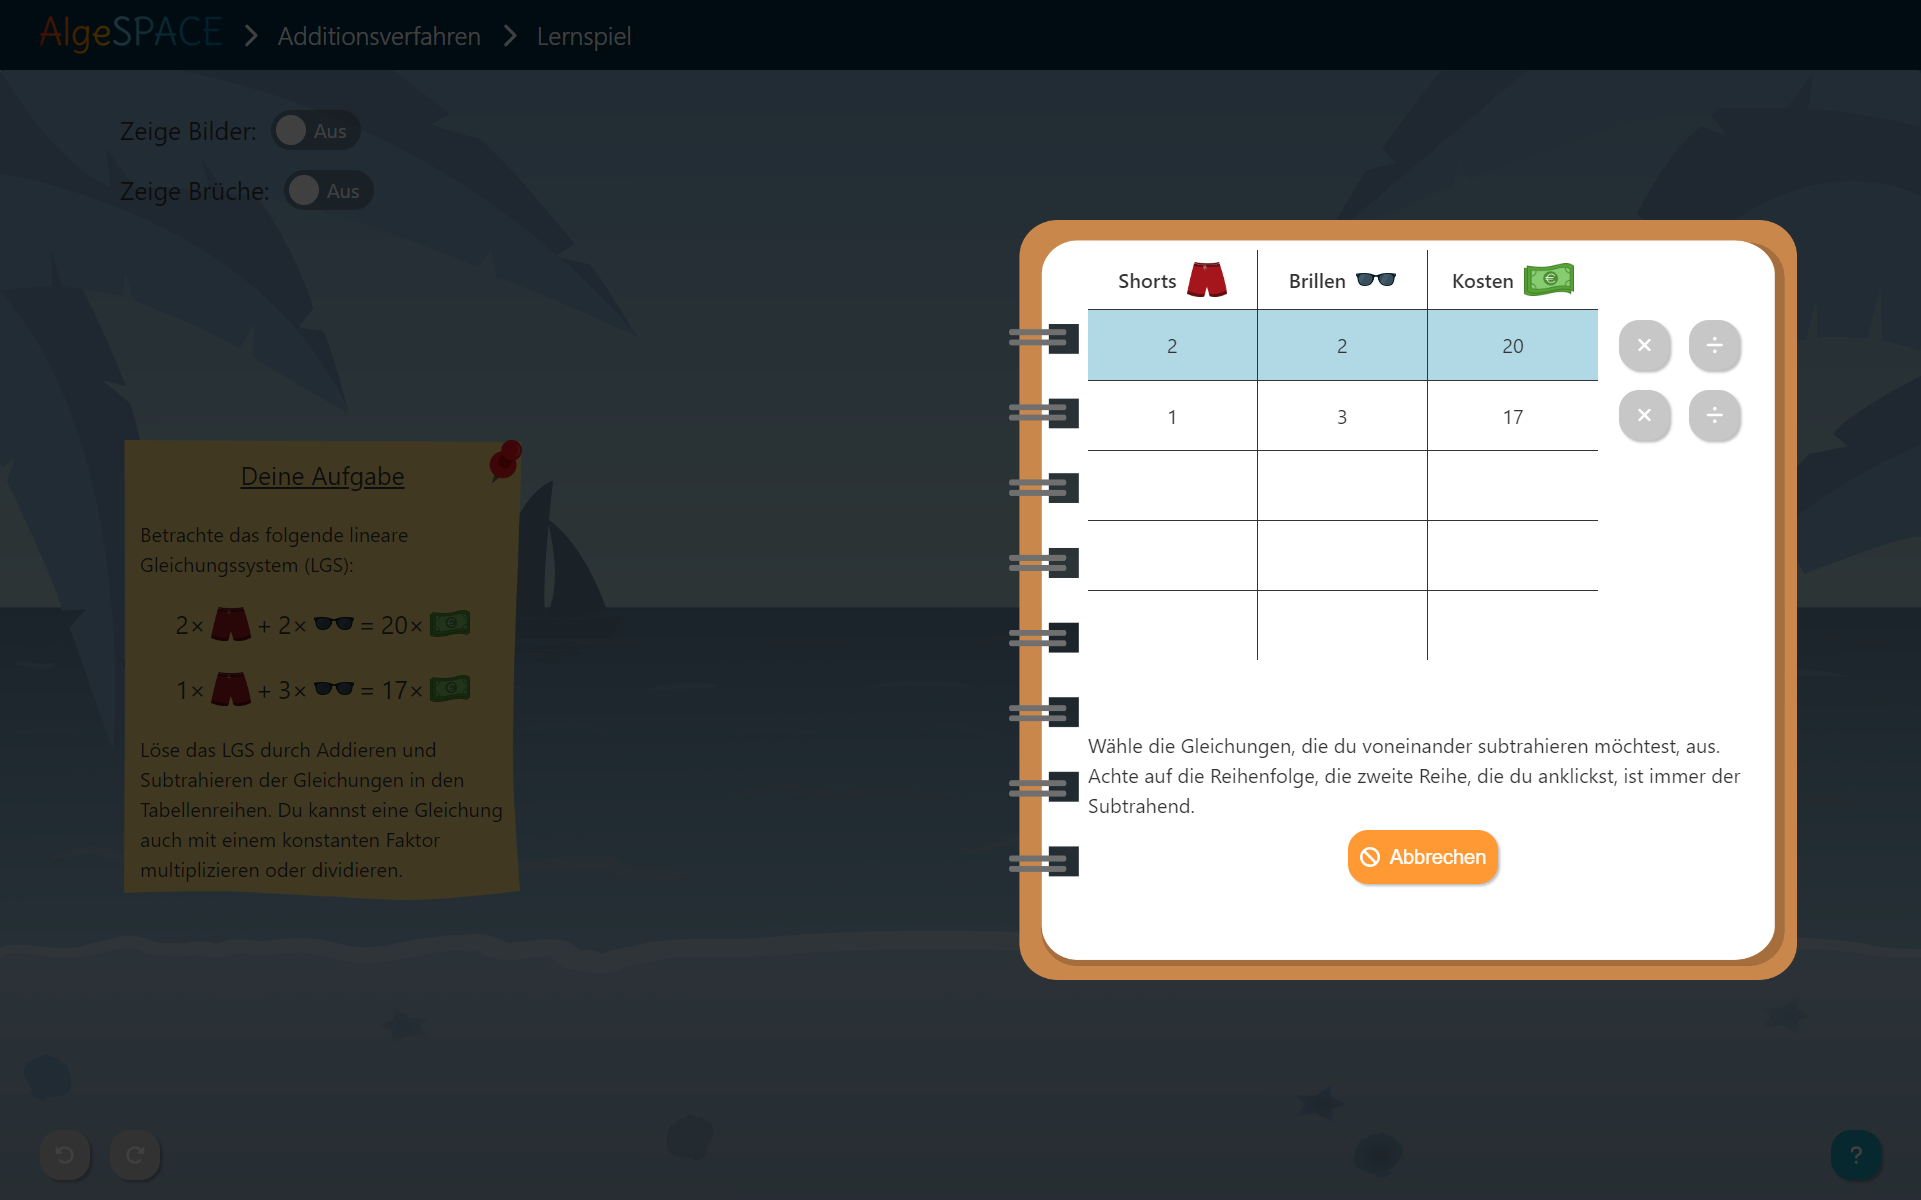 AlgeSPACE > Additionsverfahren > Lernspiel
Zeige Bilder: Aus
Zeige Brüche: Aus
Deine Aufgabe
Betrachte das folgende lineare
Gleichungssystem (LGS):
2× + 2× = 20×
1× + 3× = 17×
Löse das LGS durch Addieren und
Subtrahieren der Gleichungen in den
Tabellenreihen. Du kannst eine Gleichung
auch mit einem konstanten Faktor
multiplizieren oder dividieren.
Shorts Brillen Kosten
2 2 20 × ÷
1 3 17 × ÷
Wähle die Gleichungen, die du voneinander subtrahieren möchtest, aus.
Achte auf die Reihenfolge, die zweite Reihe, die du anklickst, ist immer der
Subtrahend.
Abbrechen
?